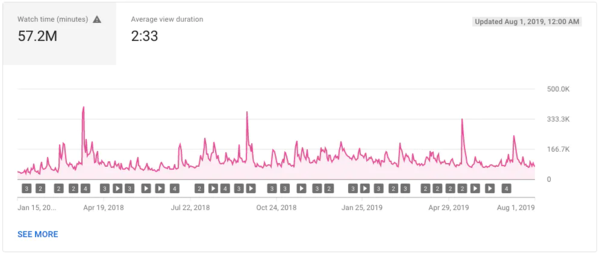 Watch time (minutes)
57.2M
Average view duration
2:33
Updated Aug 1, 2019, 12:00 AM
500.0K
333.3K
166.7K
0
3 2 2 2 4 3 3 4 2 4 3 3 3 3 2 3 3 2 3 2 2 2 2 4
Jan 15, 20... Apr 19, 2018 Jul 22, 2018 Oct 24, 2018 Jan 25, 2019 Apr 29, 2019 Aug 1, 2019
SEE MORE